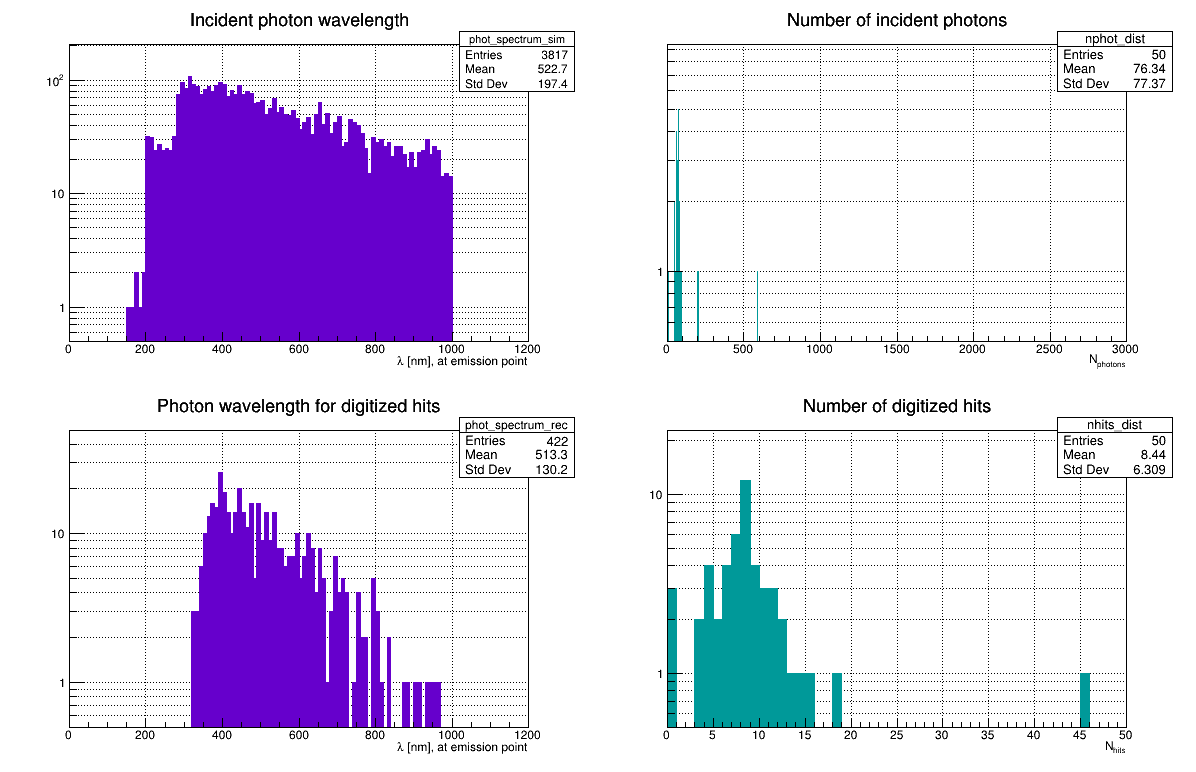 Incident photon wavelength
phot_spectrum_sim
Entries 3817
Mean 522.7
Std Dev 197.4
10²
10
1
0 200 400 600 800 1000 1200
λ [nm], at emission point
Number of incident photons
nphot_dist
Entries 50
Mean 76.34
Std Dev 77.37
1
0 500 1000 1500 2000 2500 3000
N_photons
Photon wavelength for digitized hits
phot_spectrum_rec
Entries 422
Mean 513.3
Std Dev 130.2
10
1
0 200 400 600 800 1000 1200
λ [nm], at emission point
Number of digitized hits
nhits_dist
Entries 50
Mean 8.44
Std Dev 6.309
10
1
0 5 10 15 20 25 30 35 40 45 50
N_hits